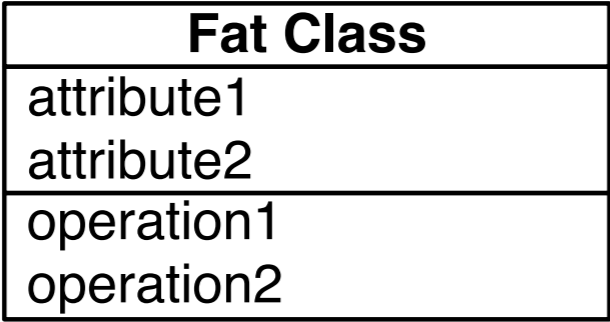 Fat Class
attribute1
attribute2
operation1
operation2